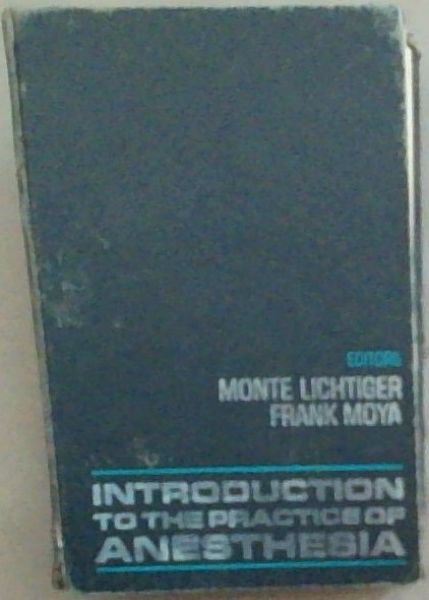 EDITORS
MONTE LICHTIGER
FRANK MOYA
INTRODUCTION
TO THE PRACTICE OF
ANESTHESIA